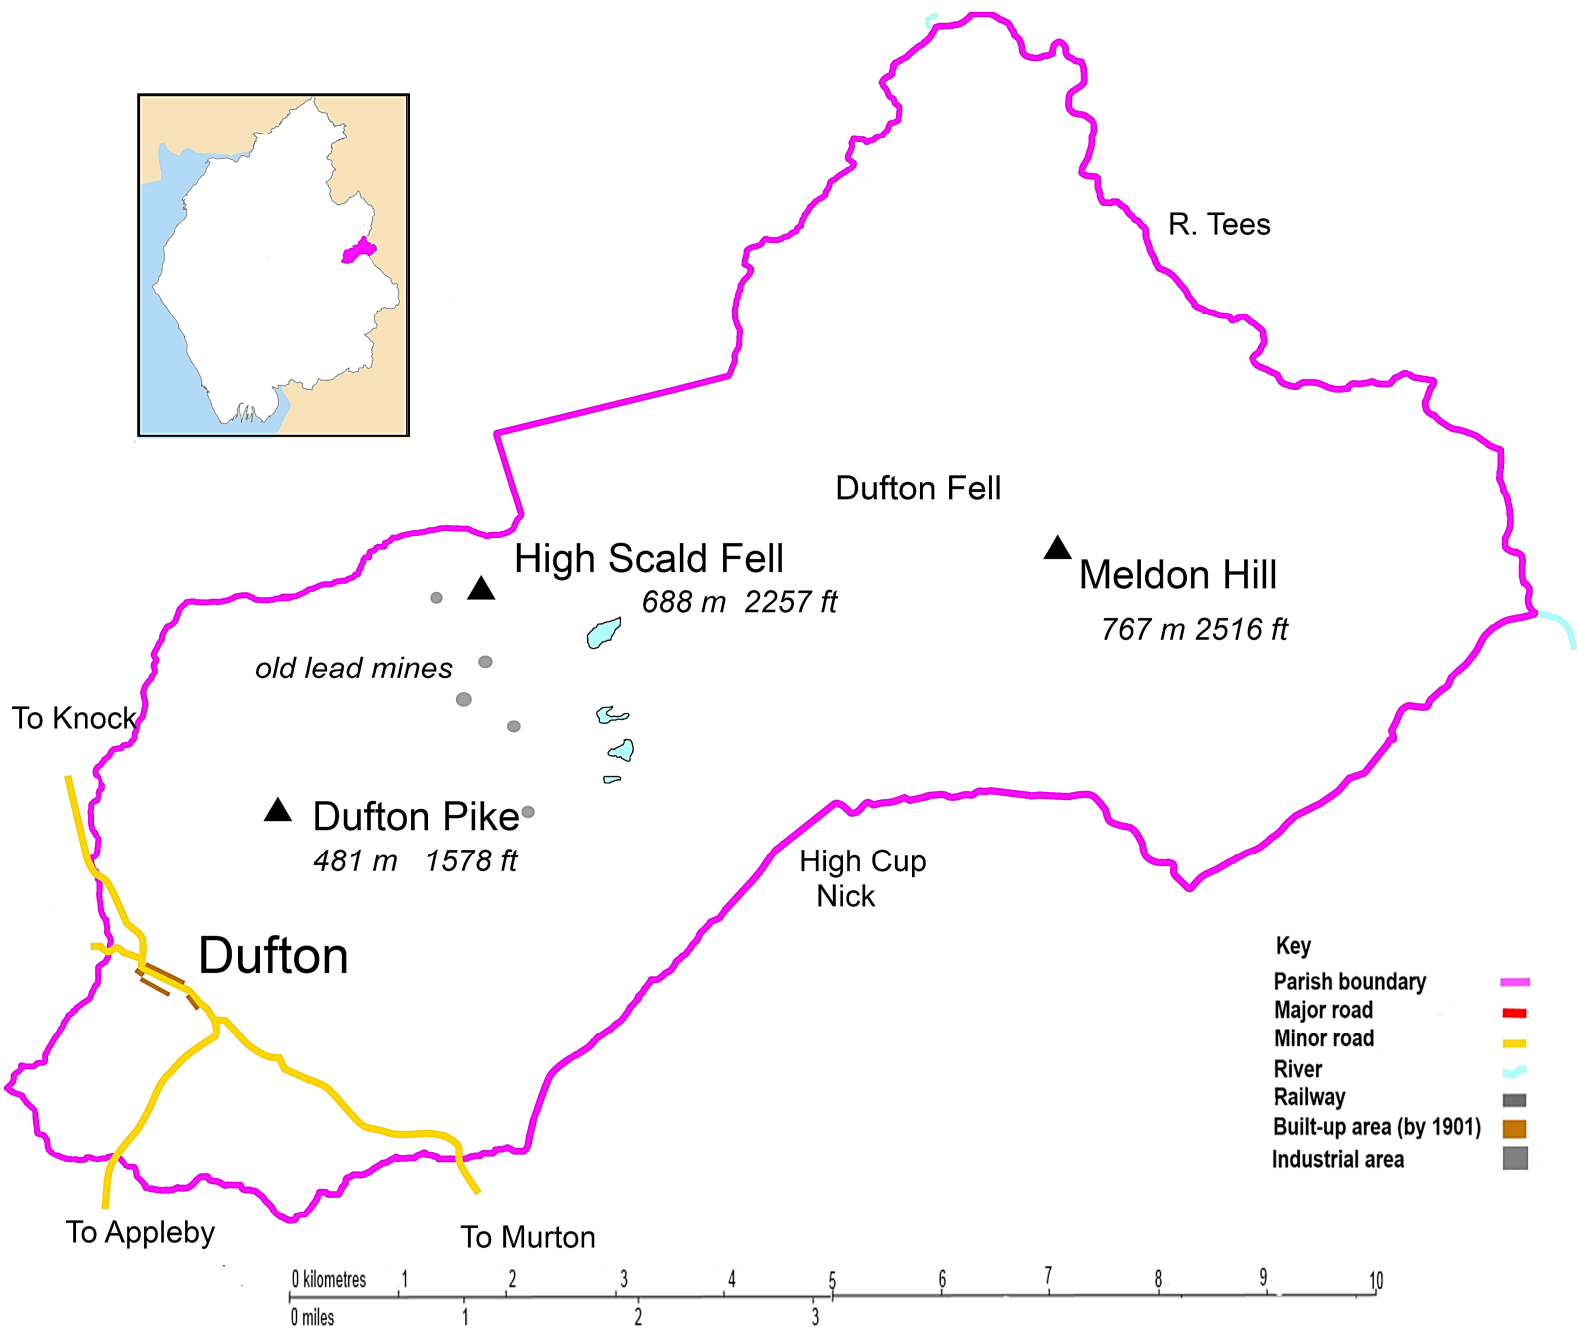 R. Tees
Dufton Fell
High Scald Fell
688 m 2257 ft
Meldon Hill
767 m 2516 ft
old lead mines
To Knock
Dufton Pike
481 m 1578 ft
High Cup
Nick
Dufton
Key
Parish boundary
Major road
Minor road
River
Railway
Built-up area (by 1901)
Industrial area
To Appleby
To Murton
0 kilometres 1 2 3 4 5 6 7 8 9 10
0 miles 1 2 3